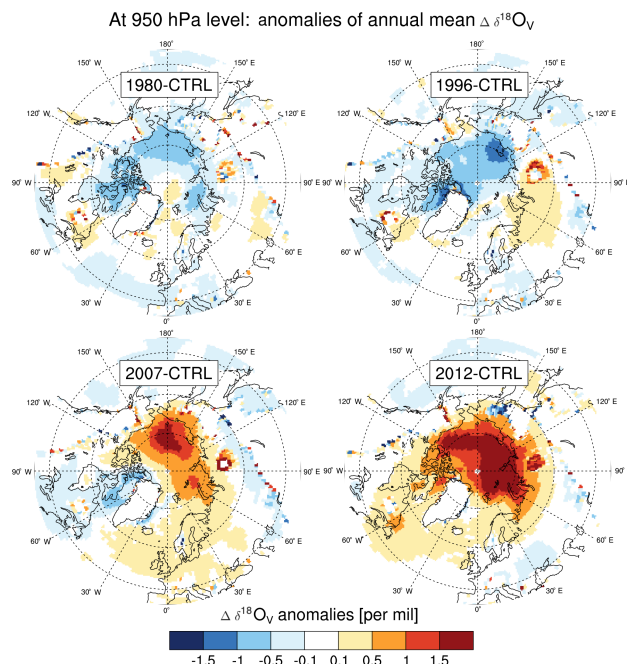 At 950 hPa level: anomalies of annual mean Δ δ¹⁸Oᵥ
180°
180°
150° W
150° E
150° W
150° E
1980-CTRL
1996-CTRL
120° W
120° E
120° W
120° E
90° W
90° E
90° W
90° E
60° W
60° E
60° W
60° E
30° W
30° E
30° W
30° E
0°
0°
180°
180°
150° W
150° E
150° W
150° E
2007-CTRL
2012-CTRL
120° W
120° E
120° W
120° E
90° W
90° E
90° W
90° E
60° W
60° E
60° W
60° E
30° W
30° E
30° W
30° E
0°
0°
Δ δ¹⁸Oᵥ anomalies [per mil]
-1.5 -1 -0.5 -0.1 0.1 0.5 1 1.5